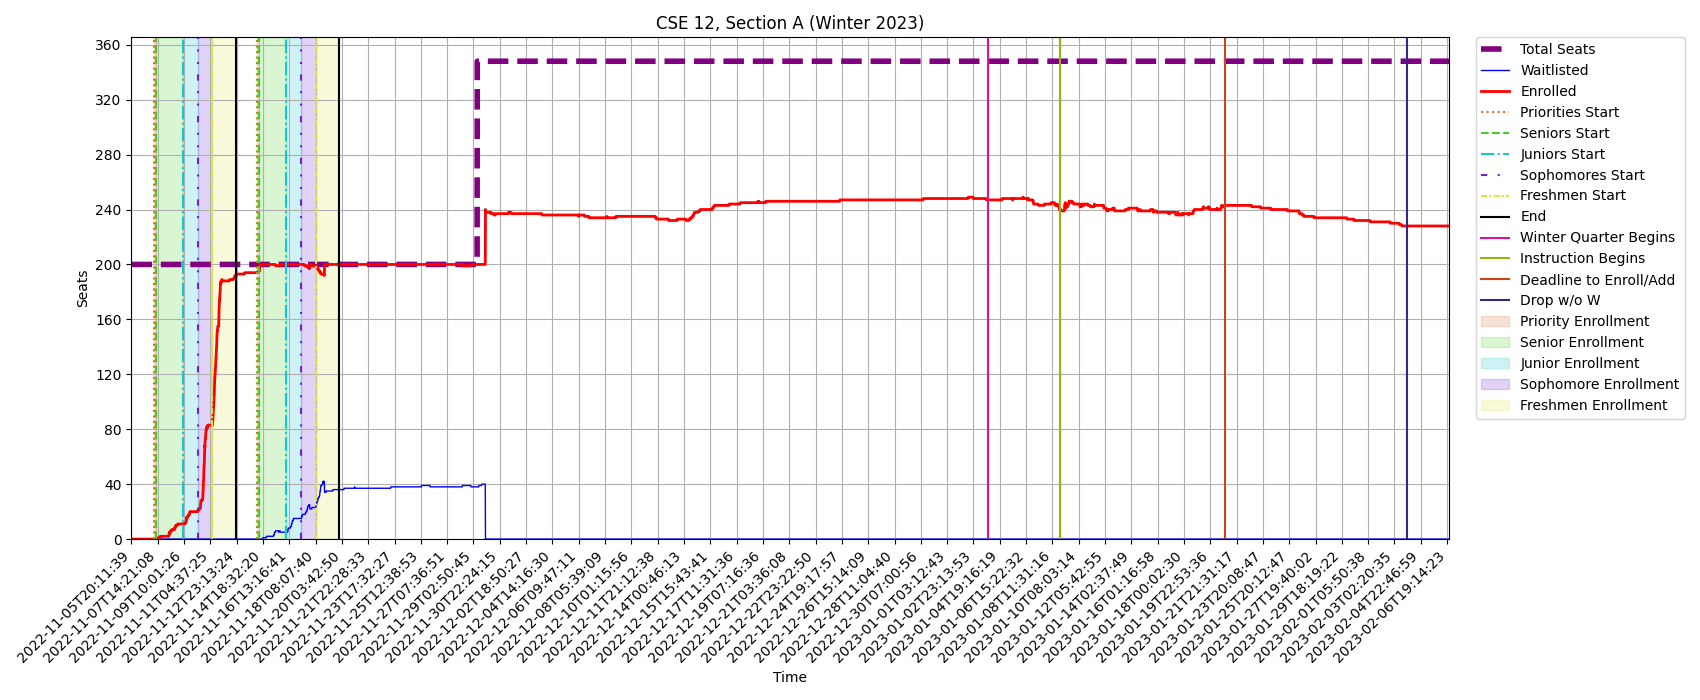 CSE 12, Section A (Winter 2023)
Seats
360
320
280
240
200
160
120
80
40
0
2022-11-05T20:11:39
2022-11-07T14:21:08
2022-11-09T10:01:26
2022-11-11T04:37:25
2022-11-12T23:13:24
2022-11-14T18:32:20
2022-11-16T13:16:41
2022-11-18T08:07:40
2022-11-20T03:42:50
2022-11-21T22:28:33
2022-11-23T17:32:27
2022-11-25T12:38:53
2022-11-27T07:36:51
2022-11-29T02:50:45
2022-11-30T22:24:15
2022-12-02T18:50:27
2022-12-04T14:16:30
2022-12-06T09:47:11
2022-12-08T05:39:09
2022-12-10T01:15:56
2022-12-11T21:12:38
2022-12-14T00:46:13
2022-12-15T15:43:41
2022-12-17T11:31:36
2022-12-19T07:16:36
2022-12-21T03:36:08
2022-12-22T23:22:50
2022-12-24T19:17:57
2022-12-26T15:14:09
2022-12-28T11:04:40
2022-12-30T07:00:56
2023-01-01T03:12:43
2023-01-02T23:13:53
2023-01-04T19:16:19
2023-01-06T15:22:32
2023-01-08T11:31:16
2023-01-10T08:03:14
2023-01-12T05:42:55
2023-01-14T02:37:49
2023-01-16T01:16:58
2023-01-18T00:02:30
2023-01-19T22:53:36
2023-01-21T21:31:17
2023-01-23T20:08:47
2023-01-25T20:12:47
2023-01-27T19:40:02
2023-01-29T18:19:22
2023-02-01T05:50:38
2023-02-03T02:20:35
2023-02-04T22:46:59
2023-02-06T19:14:23
Time
Total Seats
Waitlisted
Enrolled
Priorities Start
Seniors Start
Juniors Start
Sophomores Start
Freshmen Start
End
Winter Quarter Begins
Instruction Begins
Deadline to Enroll/Add
Drop w/o W
Priority Enrollment
Senior Enrollment
Junior Enrollment
Sophomore Enrollment
Freshmen Enrollment